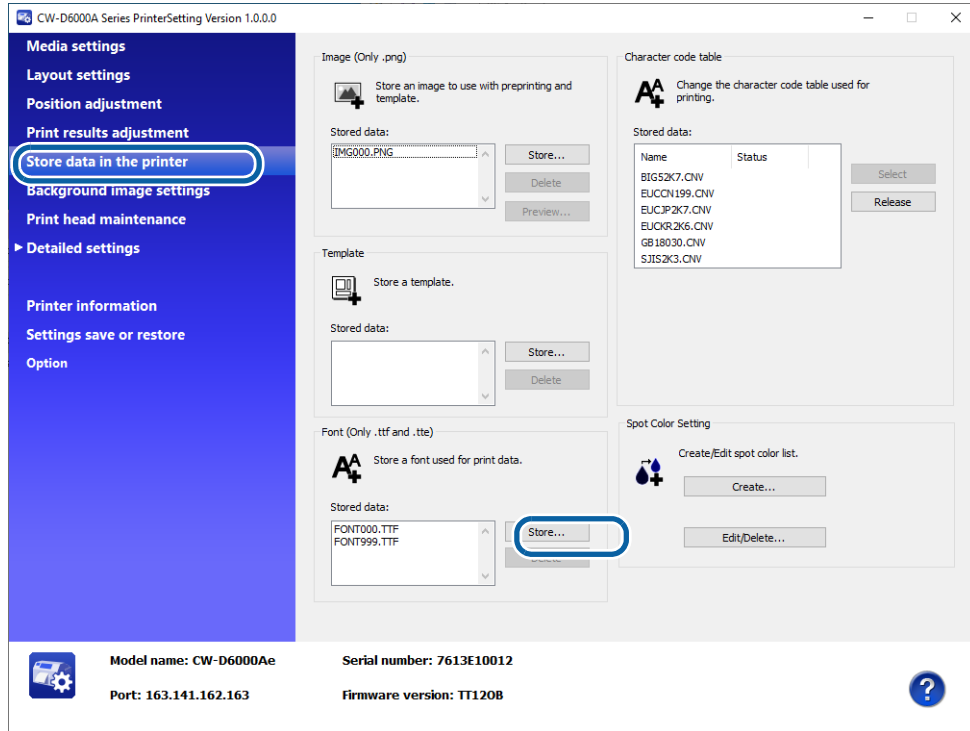 CW-D6000A Series PrinterSetting Version 1.0.0.0
Media settings
Layout settings
Position adjustment
Print results adjustment
Store data in the printer
Background image settings
Print head maintenance
Detailed settings
Printer information
Settings save or restore
Option
Image (Only .png)
Store an image to use with preprinting and
template.
Stored data:
IMG000.PNG
Store...
Delete
Preview...
Template
Store a template.
Stored data:
Store...
Delete
Font (Only .ttf and .tte)
Store a font used for print data.
Stored data:
FONT000.TTF
FONT999.TTF
Store...
Delete
Character code table
Change the character code table used for
printing.
Stored data:
Name Status
BIG52K7.CNV
EUCCN199.CNV
EUCJP2K7.CNV
EUCKR2K6.CNV
GB18030.CNV
SJIS2K3.CNV
Select
Release
Spot Color Setting
Create/Edit spot color list.
Create...
Edit/Delete...
Model name: CW-D6000Ae
Serial number: 7613E10012
Port: 163.141.162.163
Firmware version: TT120B
?